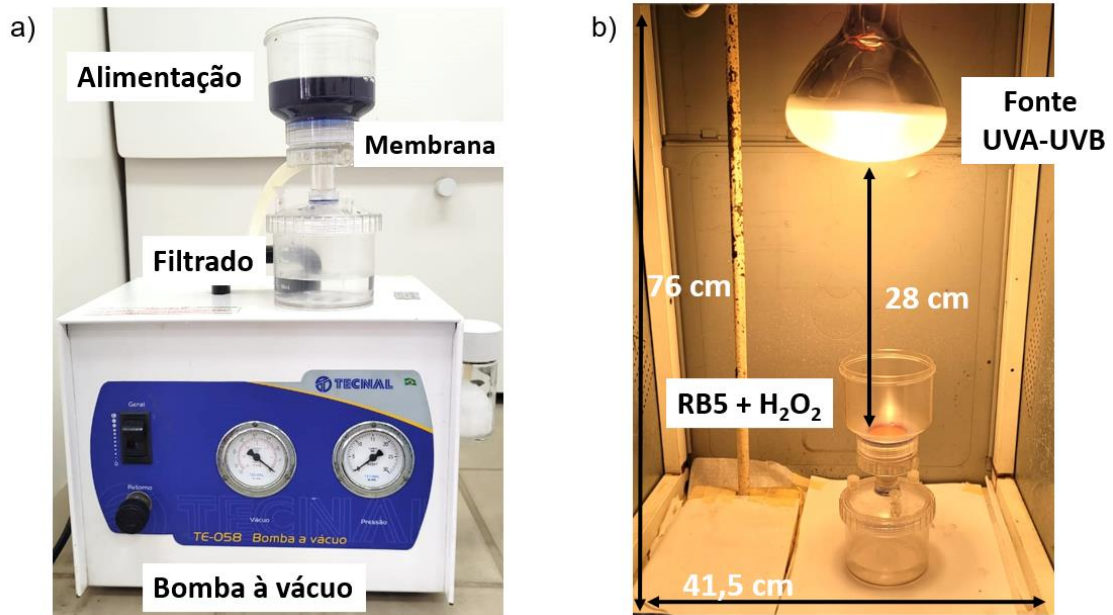 a)
Alimentação
Membrana
Filtrado
TECNAL
Geral
Retorno
Vácuo
Pressão
TE-058 Bomba a vácuo
Bomba à vácuo
b)
Fonte
UVA-UVB
76 cm
28 cm
RB5 + H₂O₂
41,5 cm